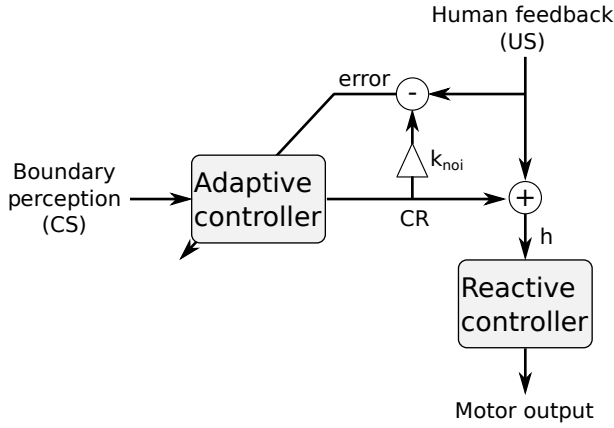 Human feedback
(US)
error
-
k_noi
Boundary
perception
(CS)
Adaptive
controller
CR
+
h
Reactive
controller
Motor output